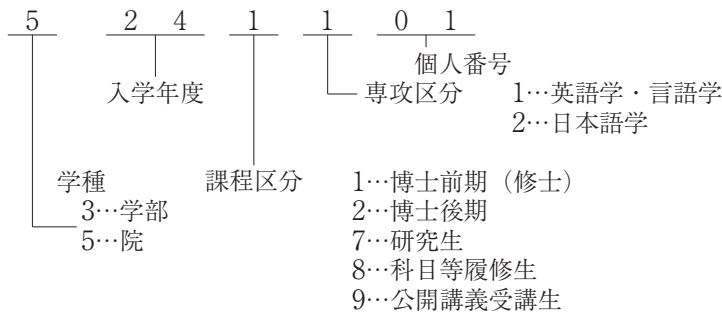 5 2 4 1 1 0 1
個人番号
入学年度 専攻区分 1…英語学・言語学
2…日本語学
学種 課程区分 1…博士前期（修士）
3…学部 2…博士後期
5…院 7…研究生
8…科目等履修生
9…公開講義受講生